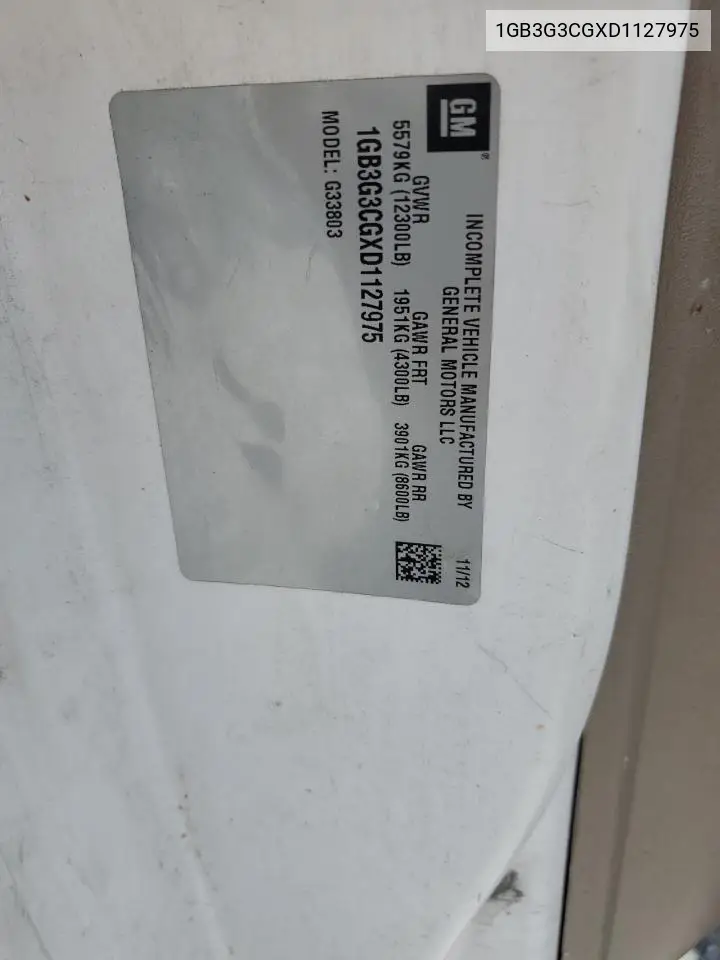 1GB3G3CGXD1127975
GM
®
INCOMPLETE VEHICLE MANUFACTURED BY
GENERAL MOTORS LLC
11/12
GVWR GAWR FRT GAWR RR
5579KG (12300LB) 1951KG (4300LB) 3901KG (8600LB)
1GB3G3CGXD1127975
MODEL: G33803